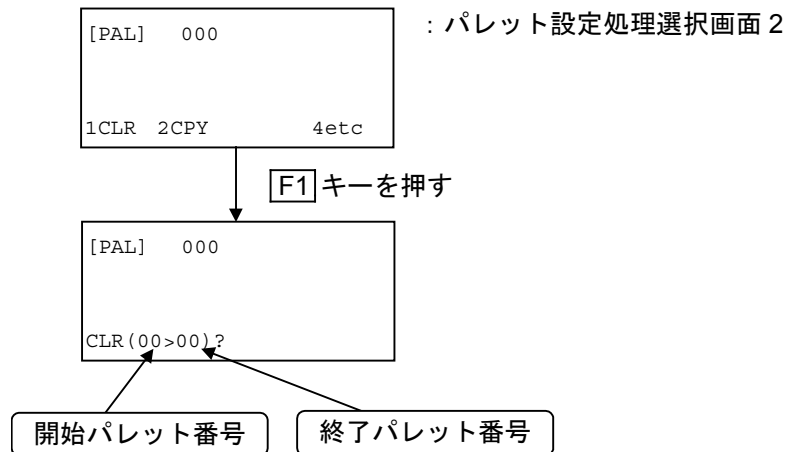 [PAL] 000
：パレット設定処理選択画面 2
1CLR 2CPY 4etc
F1 キーを押す
[PAL] 000
CLR(00>00)?
開始パレット番号
終了パレット番号